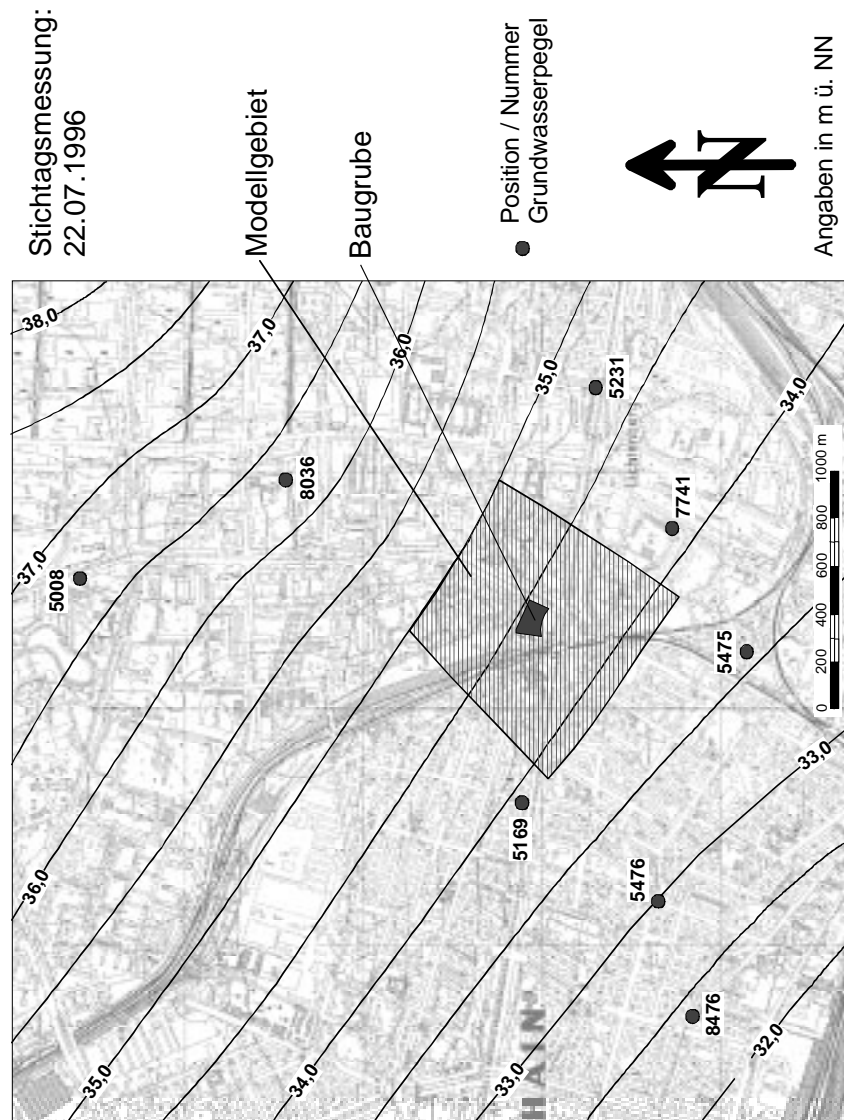 Stichtagsmessung:
22.07.1996
Modellgebiet
Baugrube
Position / Nummer
Grundwasserpegel
N
Angaben in m ü. NN
38,0
37,0
36,0
35,0
34,0
37,0
36,0
35,0
34,0
33,0
33,0
32,0
5008
8036
5231
7741
5475
5169
5476
8476
HAIN
0 200 400 600 800 1000 m